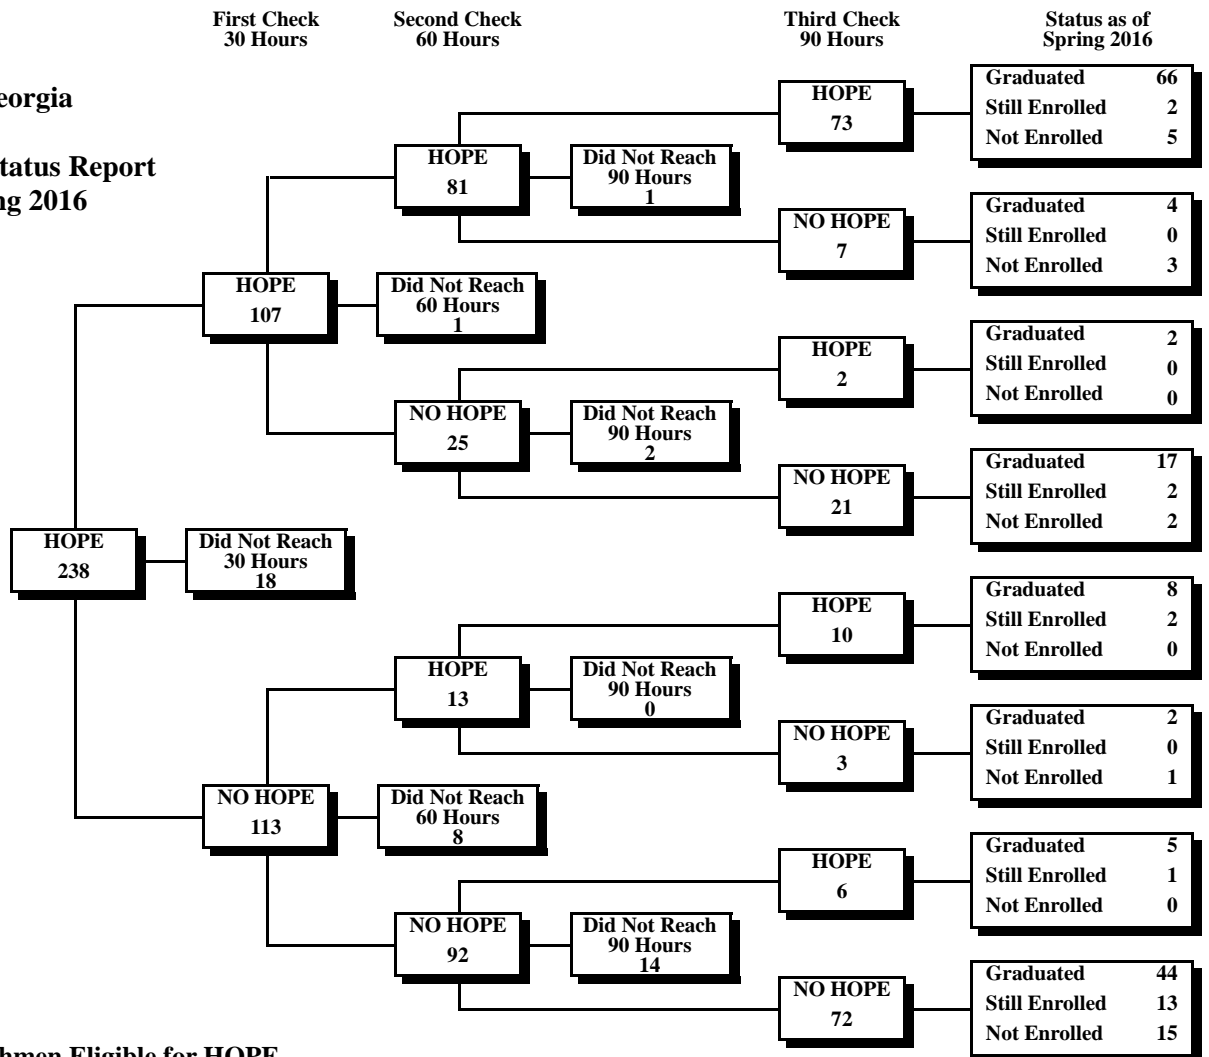 First Check
30 Hours
Second Check
60 Hours
Third Check
90 Hours
Status as of
Spring 2016
eorgia
tatus Report
ng 2016
HOPE
238
Did Not Reach
30 Hours
18
HOPE
107
Did Not Reach
60 Hours
1
NO HOPE
113
Did Not Reach
60 Hours
8
HOPE
81
Did Not Reach
90 Hours
1
NO HOPE
25
Did Not Reach
90 Hours
2
HOPE
13
Did Not Reach
90 Hours
0
NO HOPE
92
Did Not Reach
90 Hours
14
HOPE
73
Graduated 66
Still Enrolled 2
Not Enrolled 5
NO HOPE
7
Graduated 4
Still Enrolled 0
Not Enrolled 3
HOPE
2
Graduated 2
Still Enrolled 0
Not Enrolled 0
NO HOPE
21
Graduated 17
Still Enrolled 2
Not Enrolled 2
HOPE
10
Graduated 8
Still Enrolled 2
Not Enrolled 0
NO HOPE
3
Graduated 2
Still Enrolled 0
Not Enrolled 1
HOPE
6
Graduated 5
Still Enrolled 1
Not Enrolled 0
NO HOPE
72
Graduated 44
Still Enrolled 13
Not Enrolled 15
hmen Eligible for HOPE